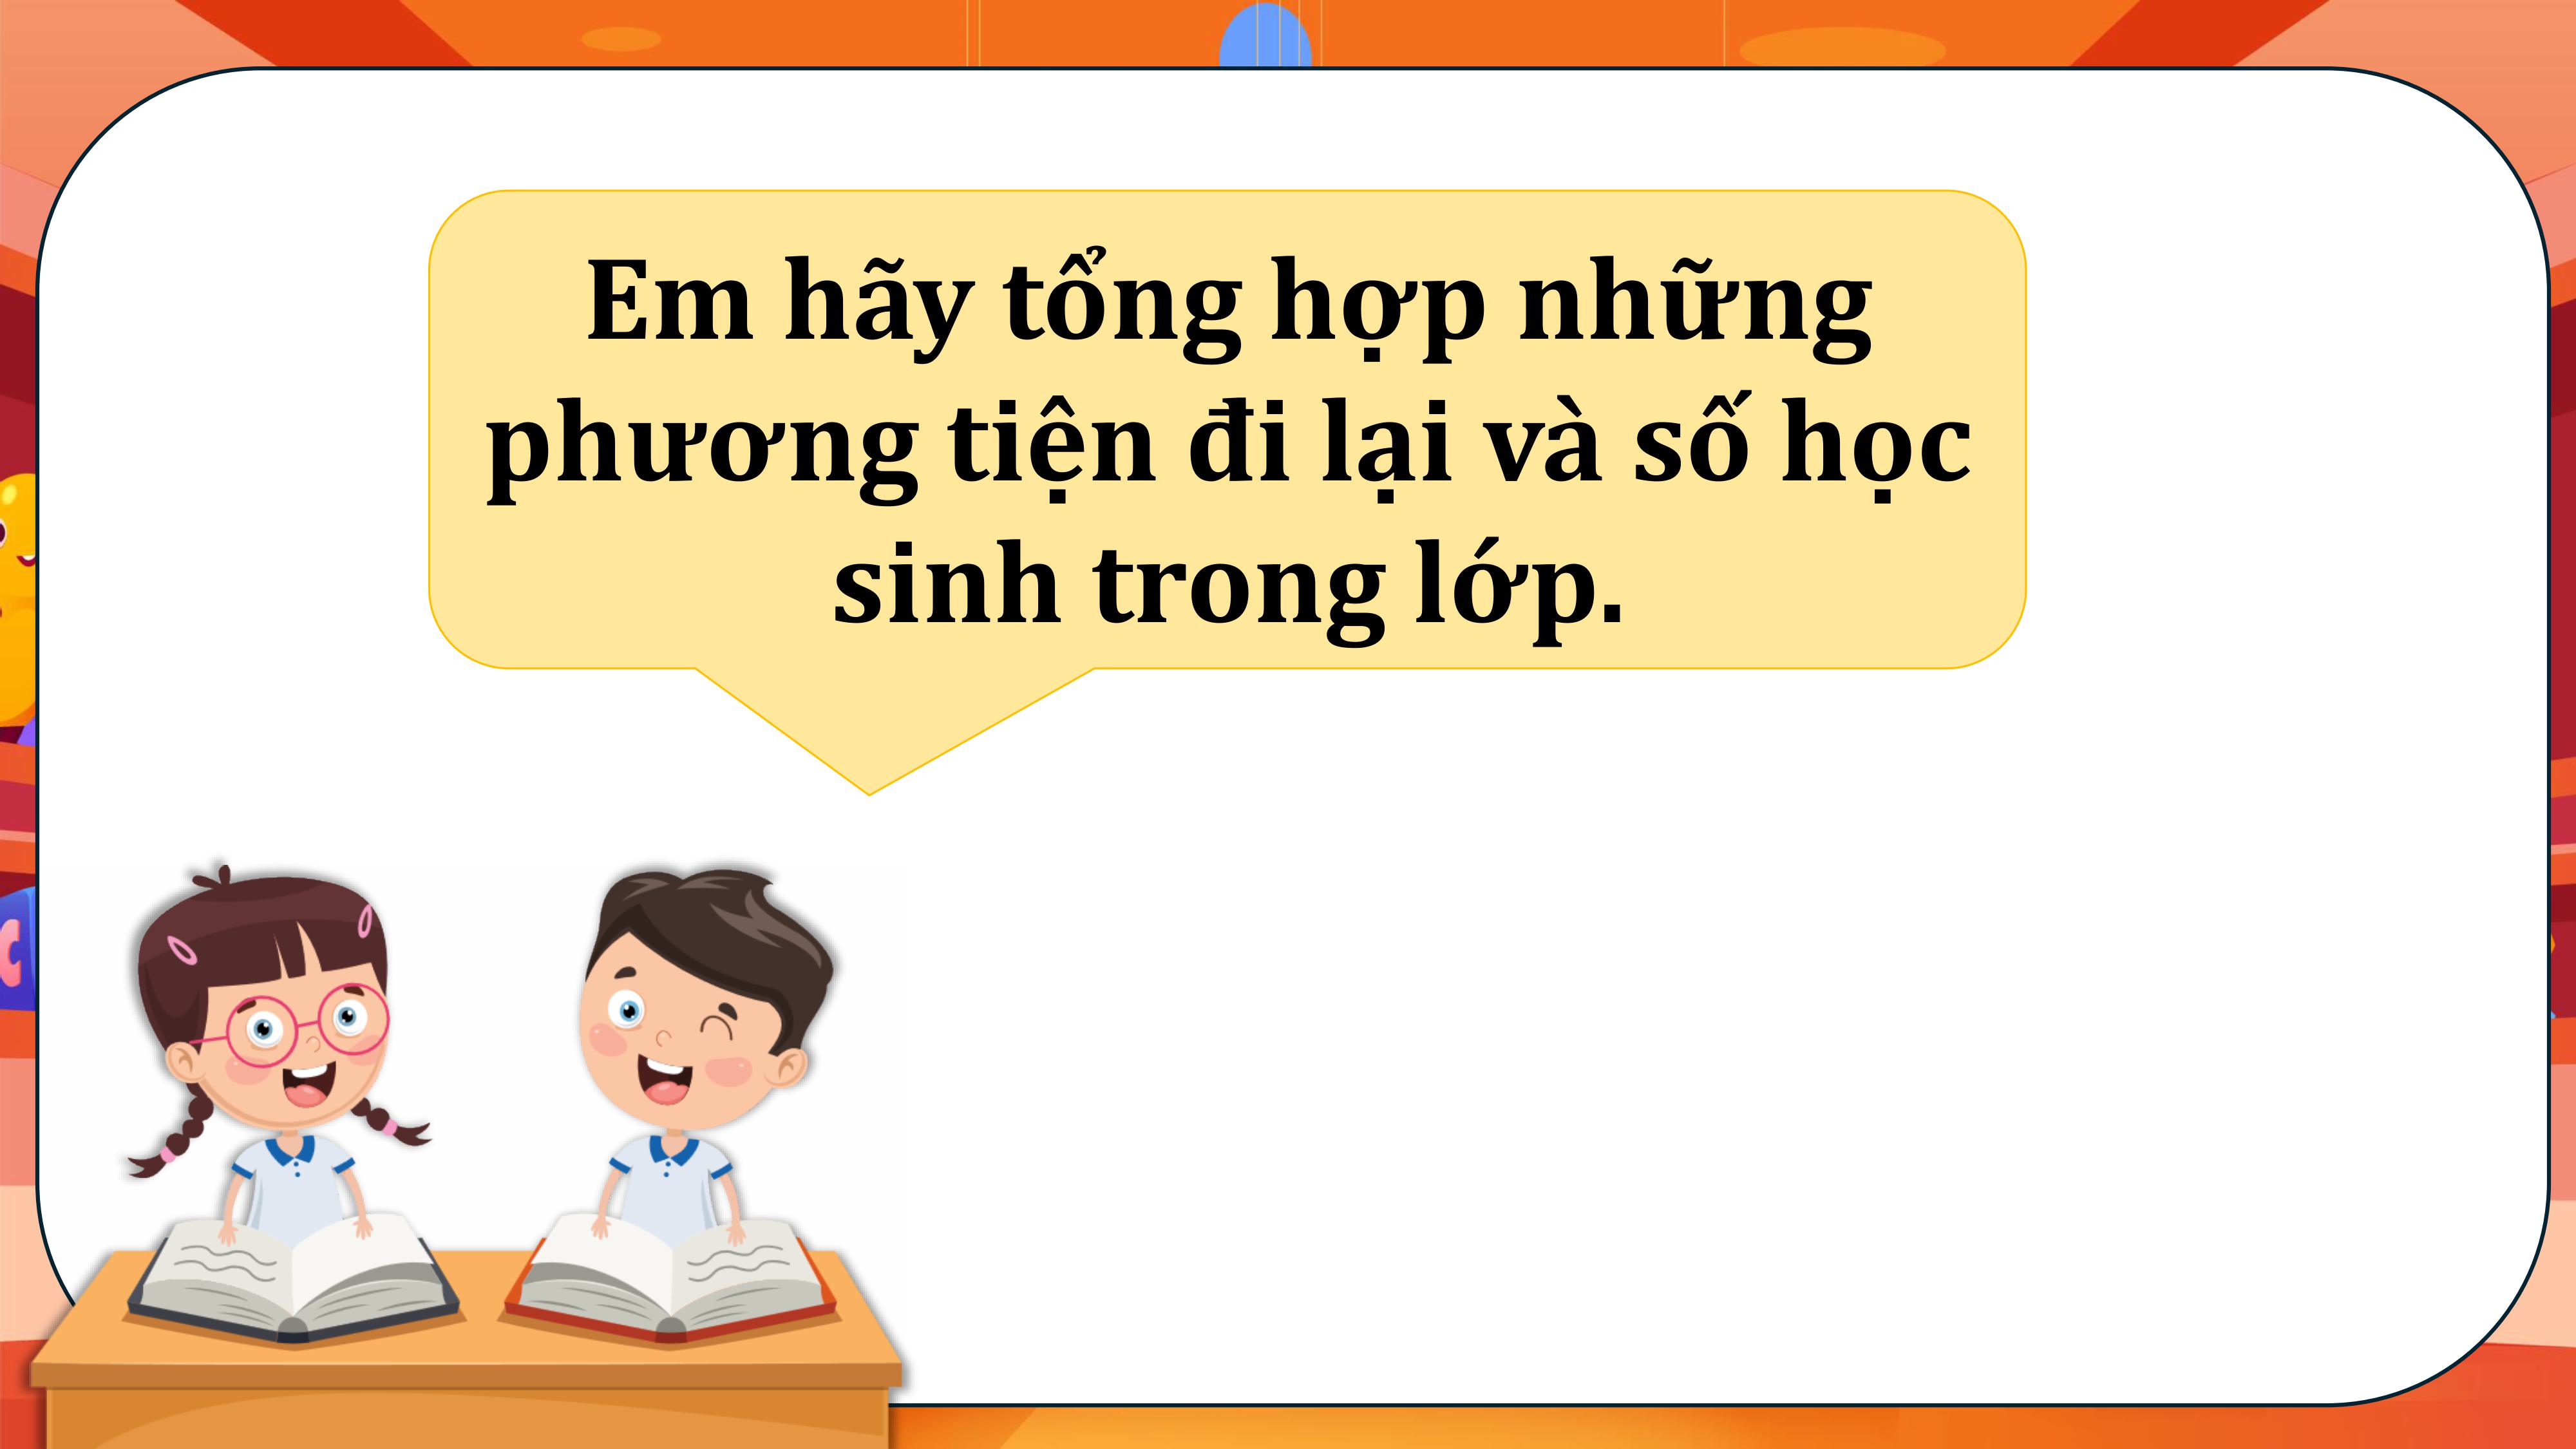 Em hãy tổng hợp những
phương tiện đi lại và số học
sinh trong lớp.